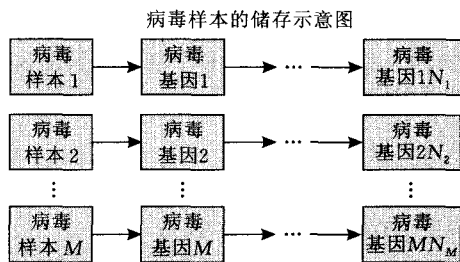 病毒样本的储存示意图
病毒 病毒 病毒
样本1 基因1 … 基因1N₁
病毒 病毒 病毒
样本2 基因2 … 基因2N₂
⋮ ⋮ ⋮
病毒 病毒 病毒
样本M 基因M … 基因MN_M